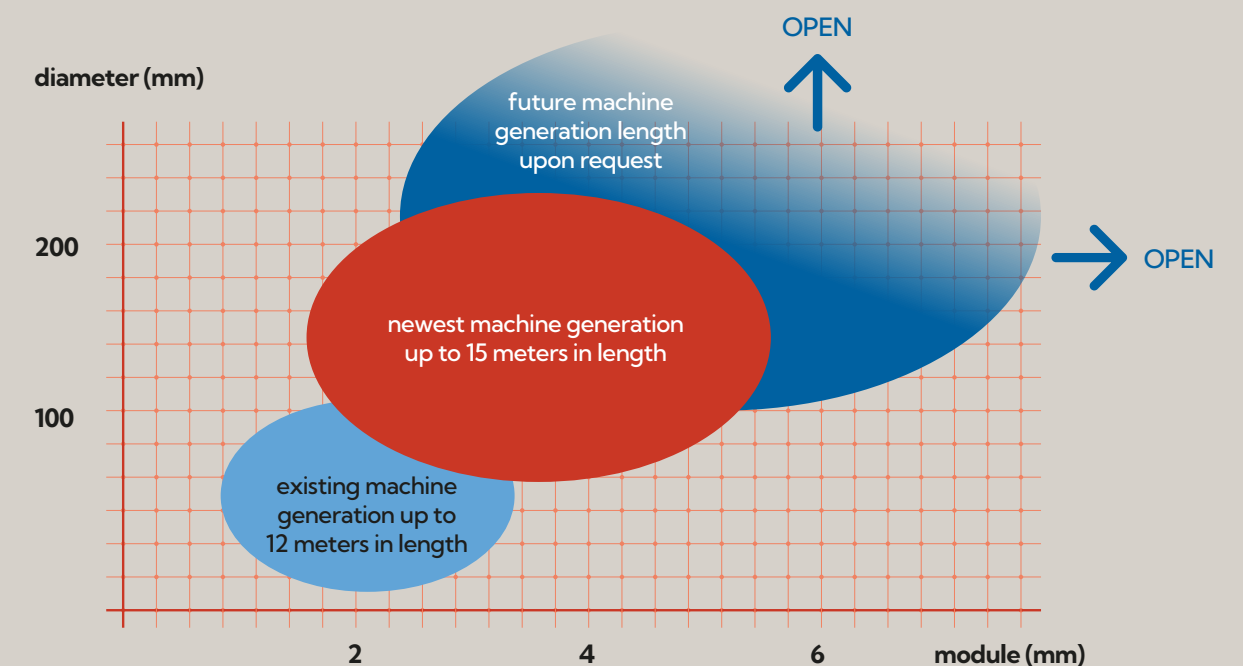 OPEN
diameter (mm)
future machine
generation length
upon request
200
OPEN
newest machine generation
up to 15 meters in length
100
existing machine
generation up to
12 meters in length
2
4
6
module (mm)